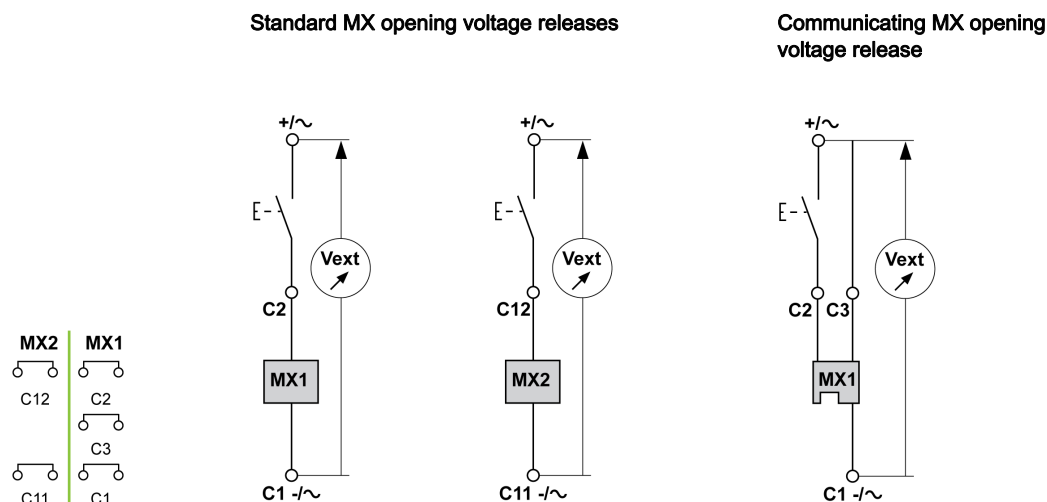 Standard MX opening voltage releases
Communicating MX opening
voltage release
+/~
+/~
+/~
Vext
Vext
Vext
C2
C12
C2 C3
MX2 MX1
MX1
MX2
MX1
C12 C2
C3
C11 C1
C1 -/~
C11 -/~
C1 -/~